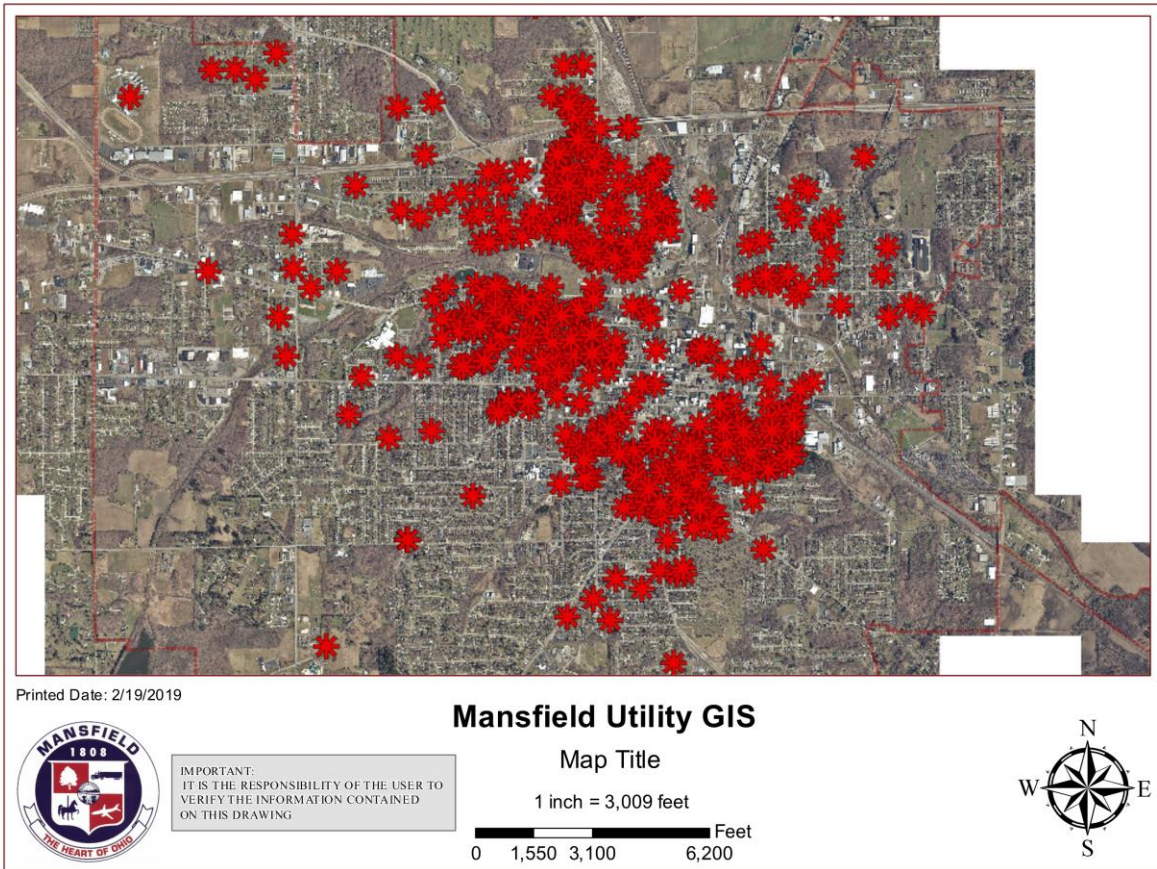 Printed Date: 2/19/2019
Mansfield Utility GIS
Map Title
1 inch = 3,009 feet
Feet
0 1,550 3,100 6,200
MANSFIELD
1808
THE HEART OF OHIO
IMPORTANT:
IT IS THE RESPONSIBILITY OF THE USER TO
VERIFY THE INFORMATION CONTAINED
ON THIS DRAWING
N
W E
S